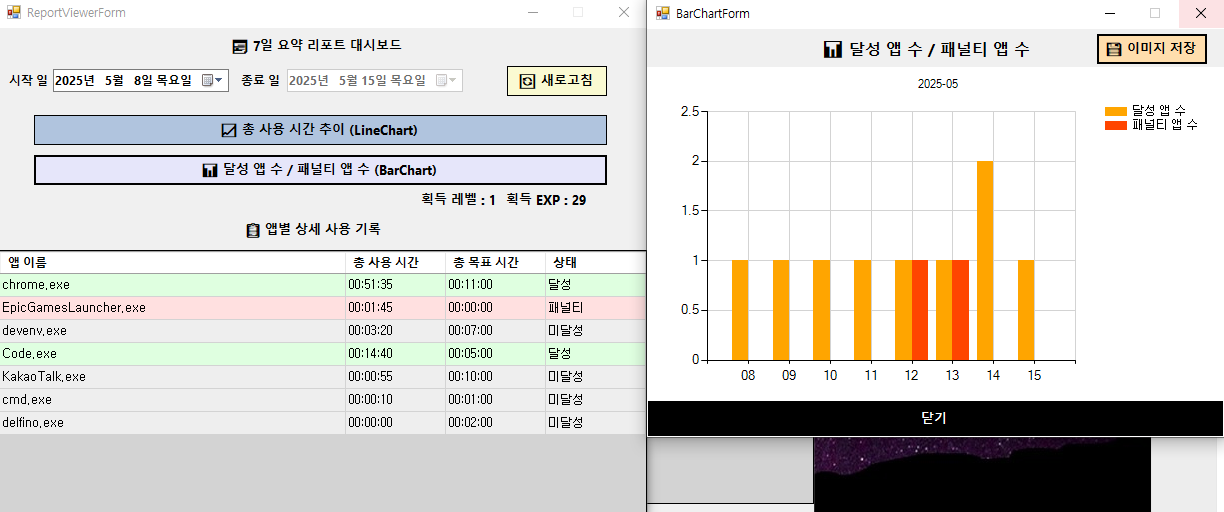 ReportViewerForm
7일 요약 리포트 대시보드
시작 일 2025년 5월 8일 목요일 종료 일 2025년 5월 15일 목요일 새로고침
총 사용 시간 추이 (LineChart)
달성 앱 수 / 패널티 앱 수 (BarChart)
획득 레벨 : 1 획득 EXP : 29
앱별 상세 사용 기록
앱 이름 총 사용 시간 총 목표 시간 상태
chrome.exe 00:51:35 00:11:00 달성
EpicGamesLauncher.exe 00:01:45 00:00:00 패널티
devenv.exe 00:03:20 00:07:00 미달성
Code.exe 00:14:40 00:05:00 달성
KakaoTalk.exe 00:00:55 00:10:00 미달성
cmd.exe 00:00:10 00:01:00 미달성
delfino.exe 00:00:00 00:02:00 미달성
BarChartForm
달성 앱 수 / 패널티 앱 수 이미지 저장
2025-05
달성 앱 수
패널티 앱 수
2.5
2
1.5
1
0.5
0
08 09 10 11 12 13 14 15
닫기